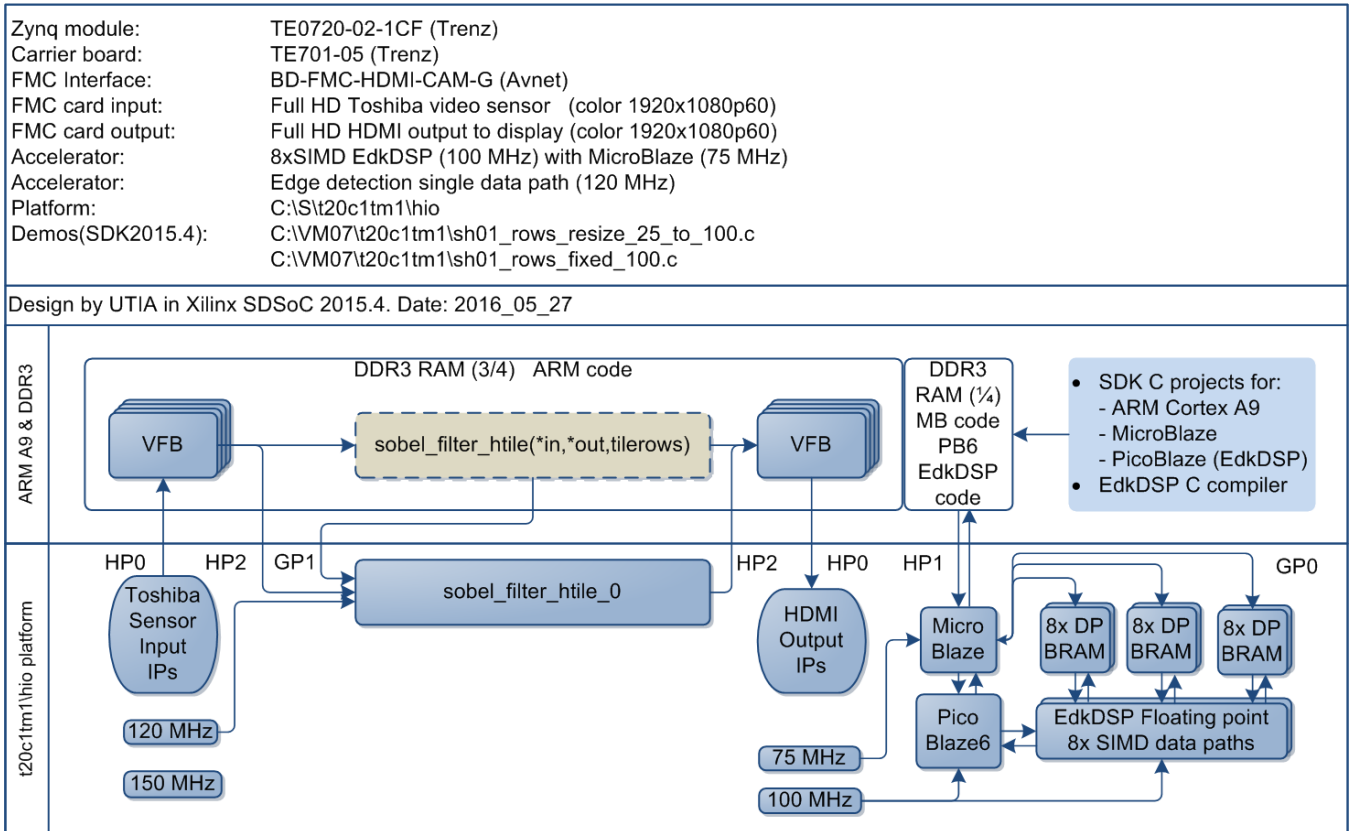 Zynq module: TE0720-02-1CF (Trenz)
Carrier board: TE701-05 (Trenz)
FMC Interface: BD-FMC-HDMI-CAM-G (Avnet)
FMC card input: Full HD Toshiba video sensor (color 1920x1080p60)
FMC card output: Full HD HDMI output to display (color 1920x1080p60)
Accelerator: 8xSIMD EdkDSP (100 MHz) with MicroBlaze (75 MHz)
Accelerator: Edge detection single data path (120 MHz)
Platform: C:\S\t20c1tm1\hio
Demos(SDK2015.4): C:\VM07\t20c1tm1\sh01_rows_resize_25_to_100.c
C:\VM07\t20c1tm1\sh01_rows_fixed_100.c
Design by UTIA in Xilinx SDSoC 2015.4. Date: 2016_05_27
ARM A9 & DDR3
DDR3 RAM (3/4) ARM code
VFB
sobel_filter_htile(*in,*out,tilerows)
VFB
DDR3
RAM (¼)
MB code
PB6
EdkDSP
code
• SDK C projects for:
- ARM Cortex A9
- MicroBlaze
- PicoBlaze (EdkDSP)
• EdkDSP C compiler
t20c1tm1\hio platform
HP0
HP2
GP1
HP2
HP0
HP1
GP0
Toshiba
Sensor
Input
IPs
sobel_filter_htile_0
HDMI
Output
IPs
Micro
Blaze
8x DP
BRAM
8x DP
BRAM
8x DP
BRAM
Pico
Blaze6
EdkDSP Floating point
8x SIMD data paths
120 MHz
150 MHz
75 MHz
100 MHz